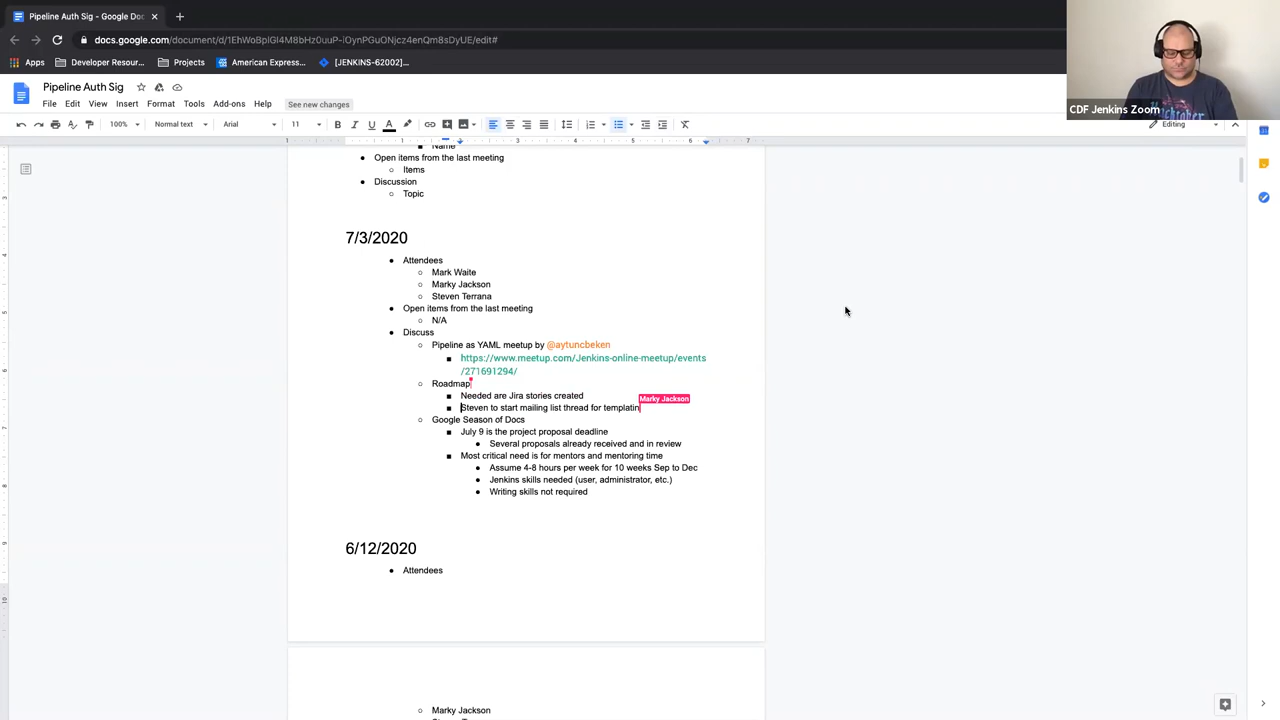 Pipeline Auth Sig - Google Doc
docs.google.com/document/d/1EhWoBpIGI4M8bHz0uuP-IOynPGuONjcz4enQm8sDyUE/edit#
Apps Developer Resour... Projects American Express... [JENKINS-62002]...
CDF Jenkins Zoom
Pipeline Auth Sig
File Edit View Insert Format Tools Add-ons Help See new changes
100% Normal text Arial 11 Editing
Name
Open items from the last meeting
Items
Discussion
Topic
7/3/2020
Attendees
Mark Waite
Marky Jackson
Steven Terrana
Open items from the last meeting
N/A
Discuss
Pipeline as YAML meetup by @aytuncbeken
https://www.meetup.com/Jenkins-online-meetup/events
/271691294/
Roadmap
Needed are Jira stories created
Marky Jackson
Steven to start mailing list thread for templatin
Google Season of Docs
July 9 is the project proposal deadline
Several proposals already received and in review
Most critical need is for mentors and mentoring time
Assume 4-8 hours per week for 10 weeks Sep to Dec
Jenkins skills needed (user, administrator, etc.)
Writing skills not required
6/12/2020
Attendees
Marky Jackson